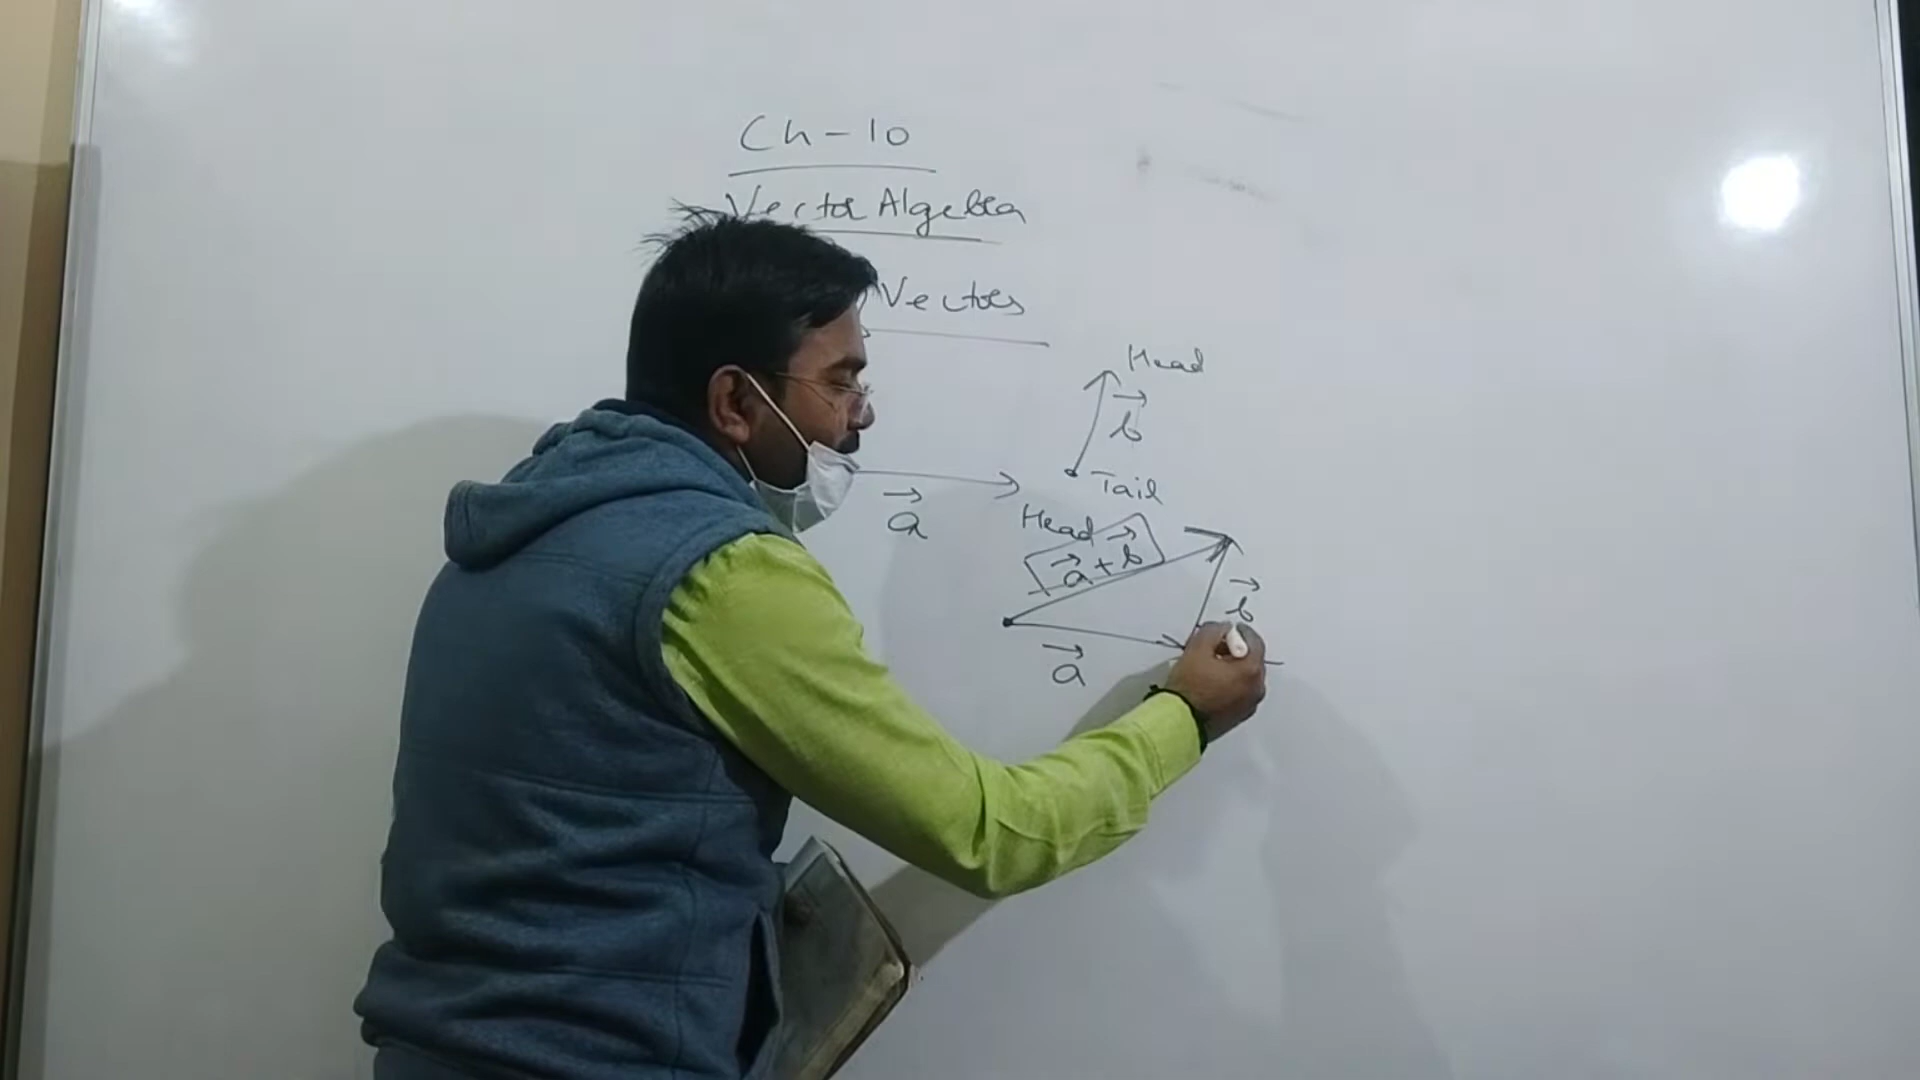 Ch-10
Vector Algebra
Vectors
Head
b
Tail
a
Head
a + b
b
a